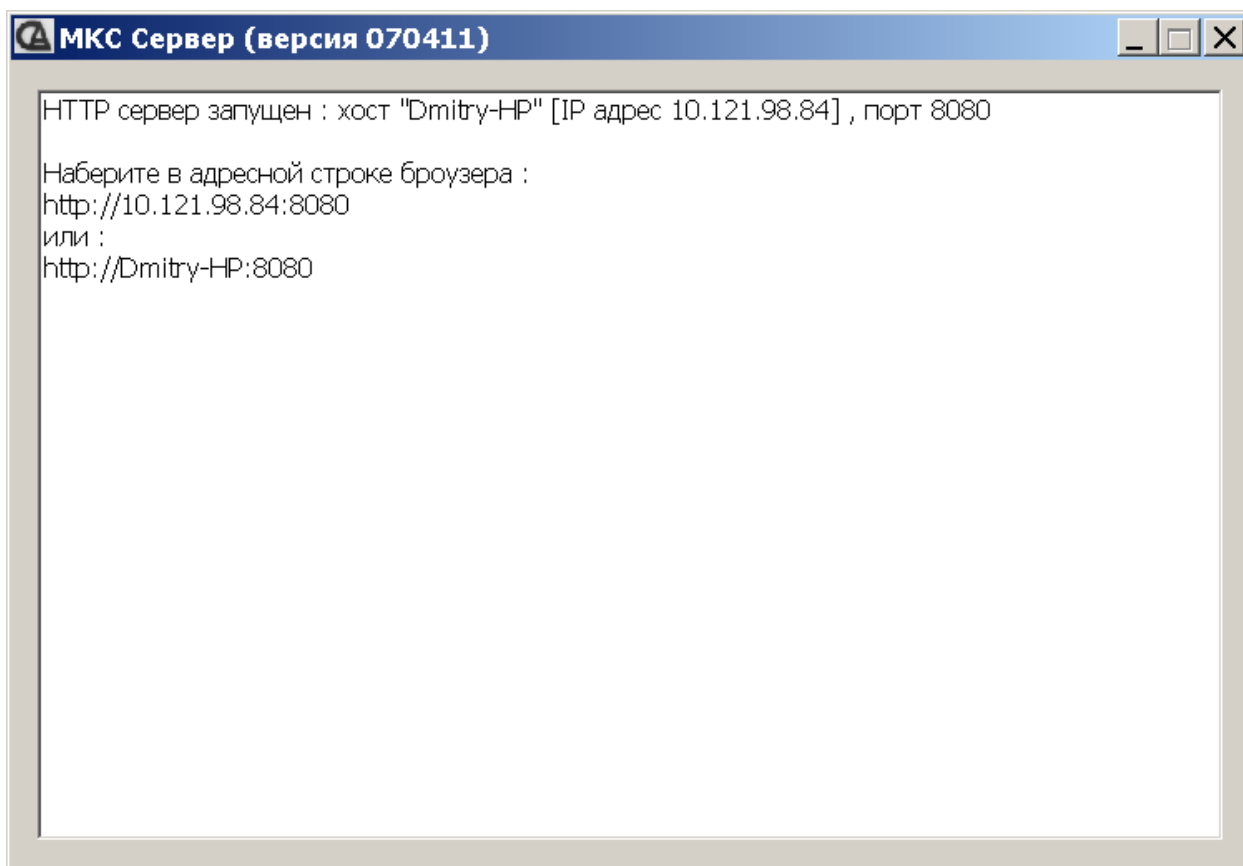 МКС Сервер (версия 070411)
HTTP сервер запущен : хост "Dmitry-HP" [IP адрес 10.121.98.84] , порт 8080
Наберите в адресной строке броузера :
http://10.121.98.84:8080
или :
http://Dmitry-HP:8080